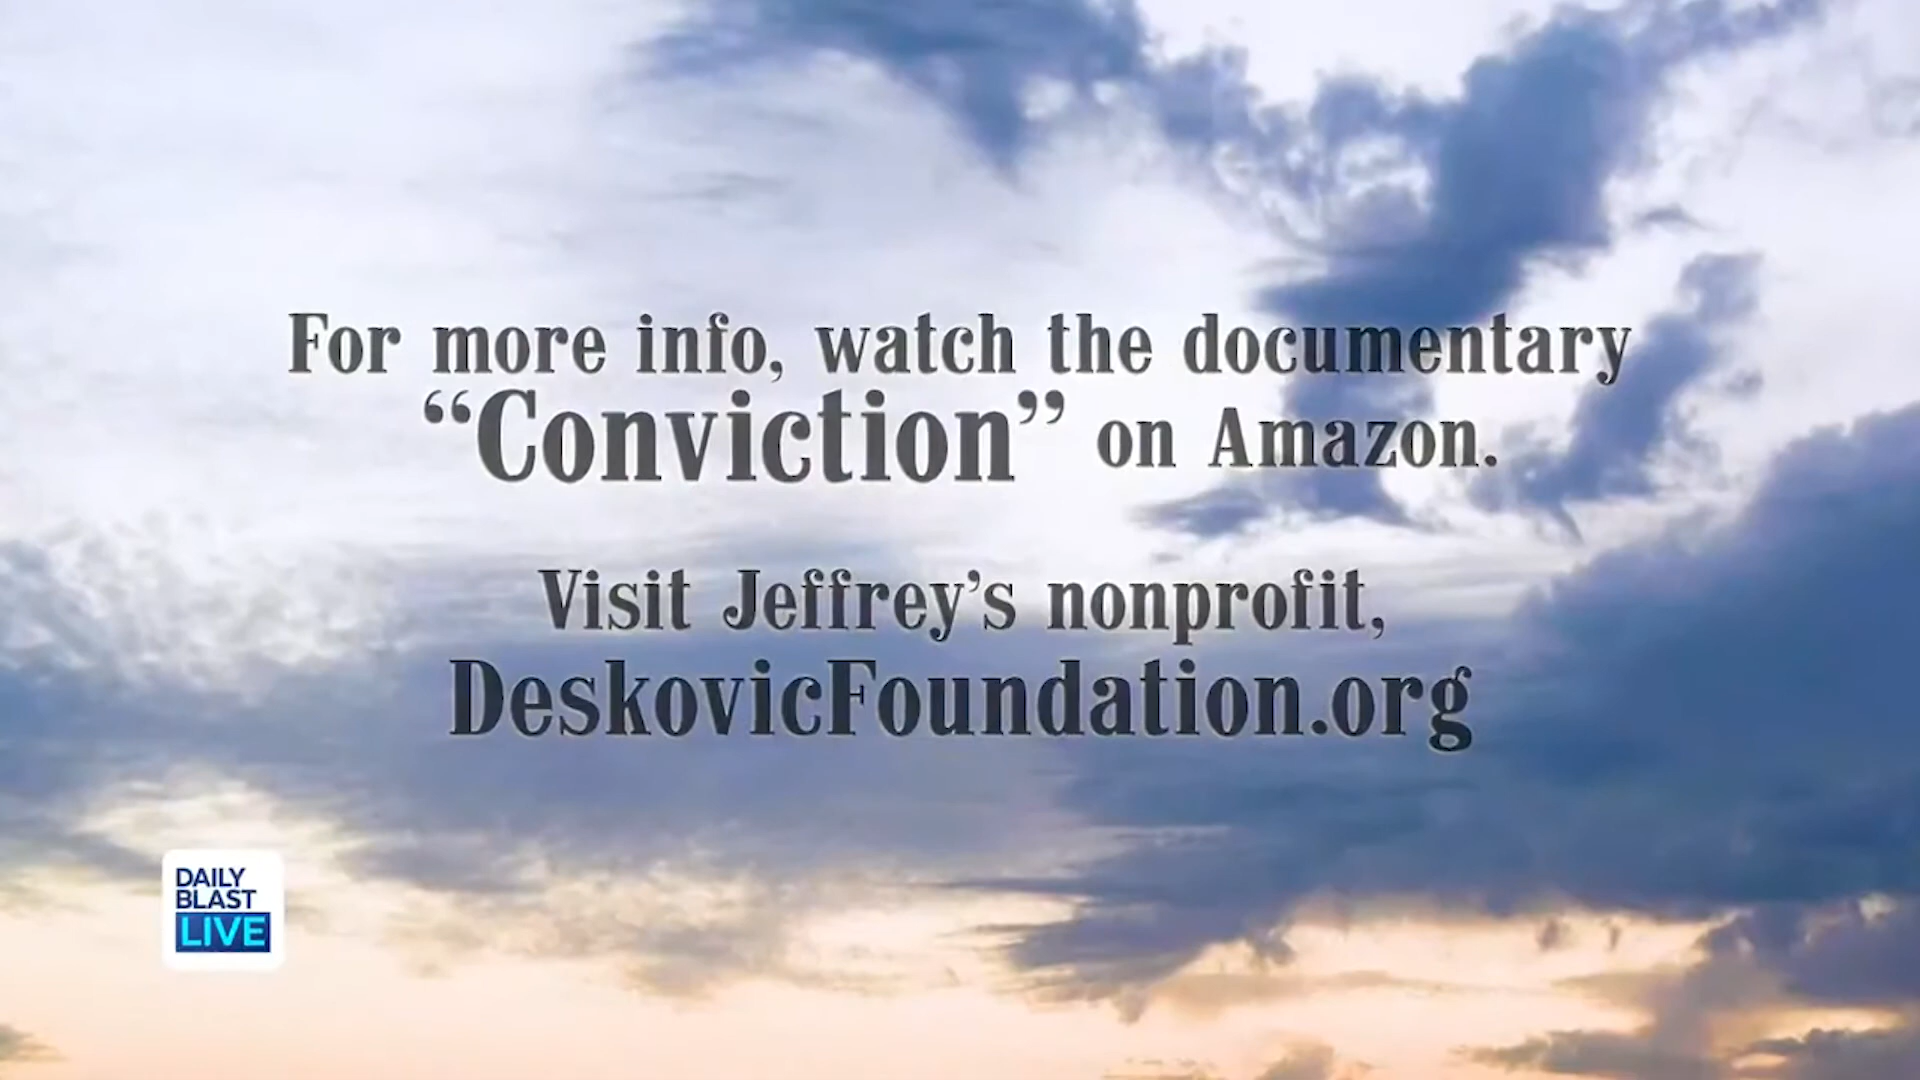 For more info, watch the documentary
“Conviction” on Amazon.
Visit Jeffrey’s nonprofit,
DeskovicFoundation.org
DAILY
BLAST
LIVE